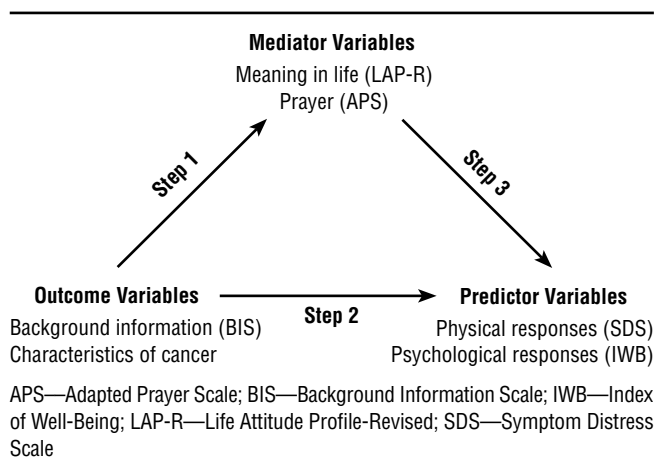 Mediator Variables
Meaning in life (LAP-R)
Prayer (APS)
Step 1
Step 3
Outcome Variables
Background information (BIS)
Characteristics of cancer
Step 2
Predictor Variables
Physical responses (SDS)
Psychological responses (IWB)
APS—Adapted Prayer Scale; BIS—Background Information Scale; IWB—Index
of Well-Being; LAP-R—Life Attitude Profile-Revised; SDS—Symptom Distress
Scale